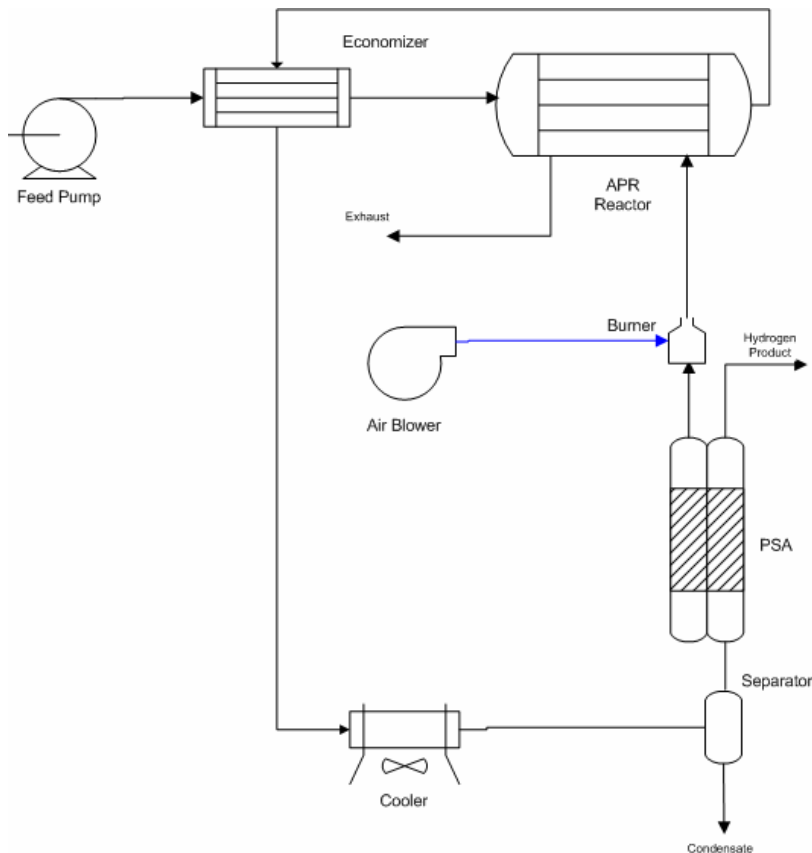 Economizer
Feed Pump
APR
Reactor
Exhaust
Burner
Hydrogen
Product
Air Blower
PSA
Separator
Cooler
Condensate